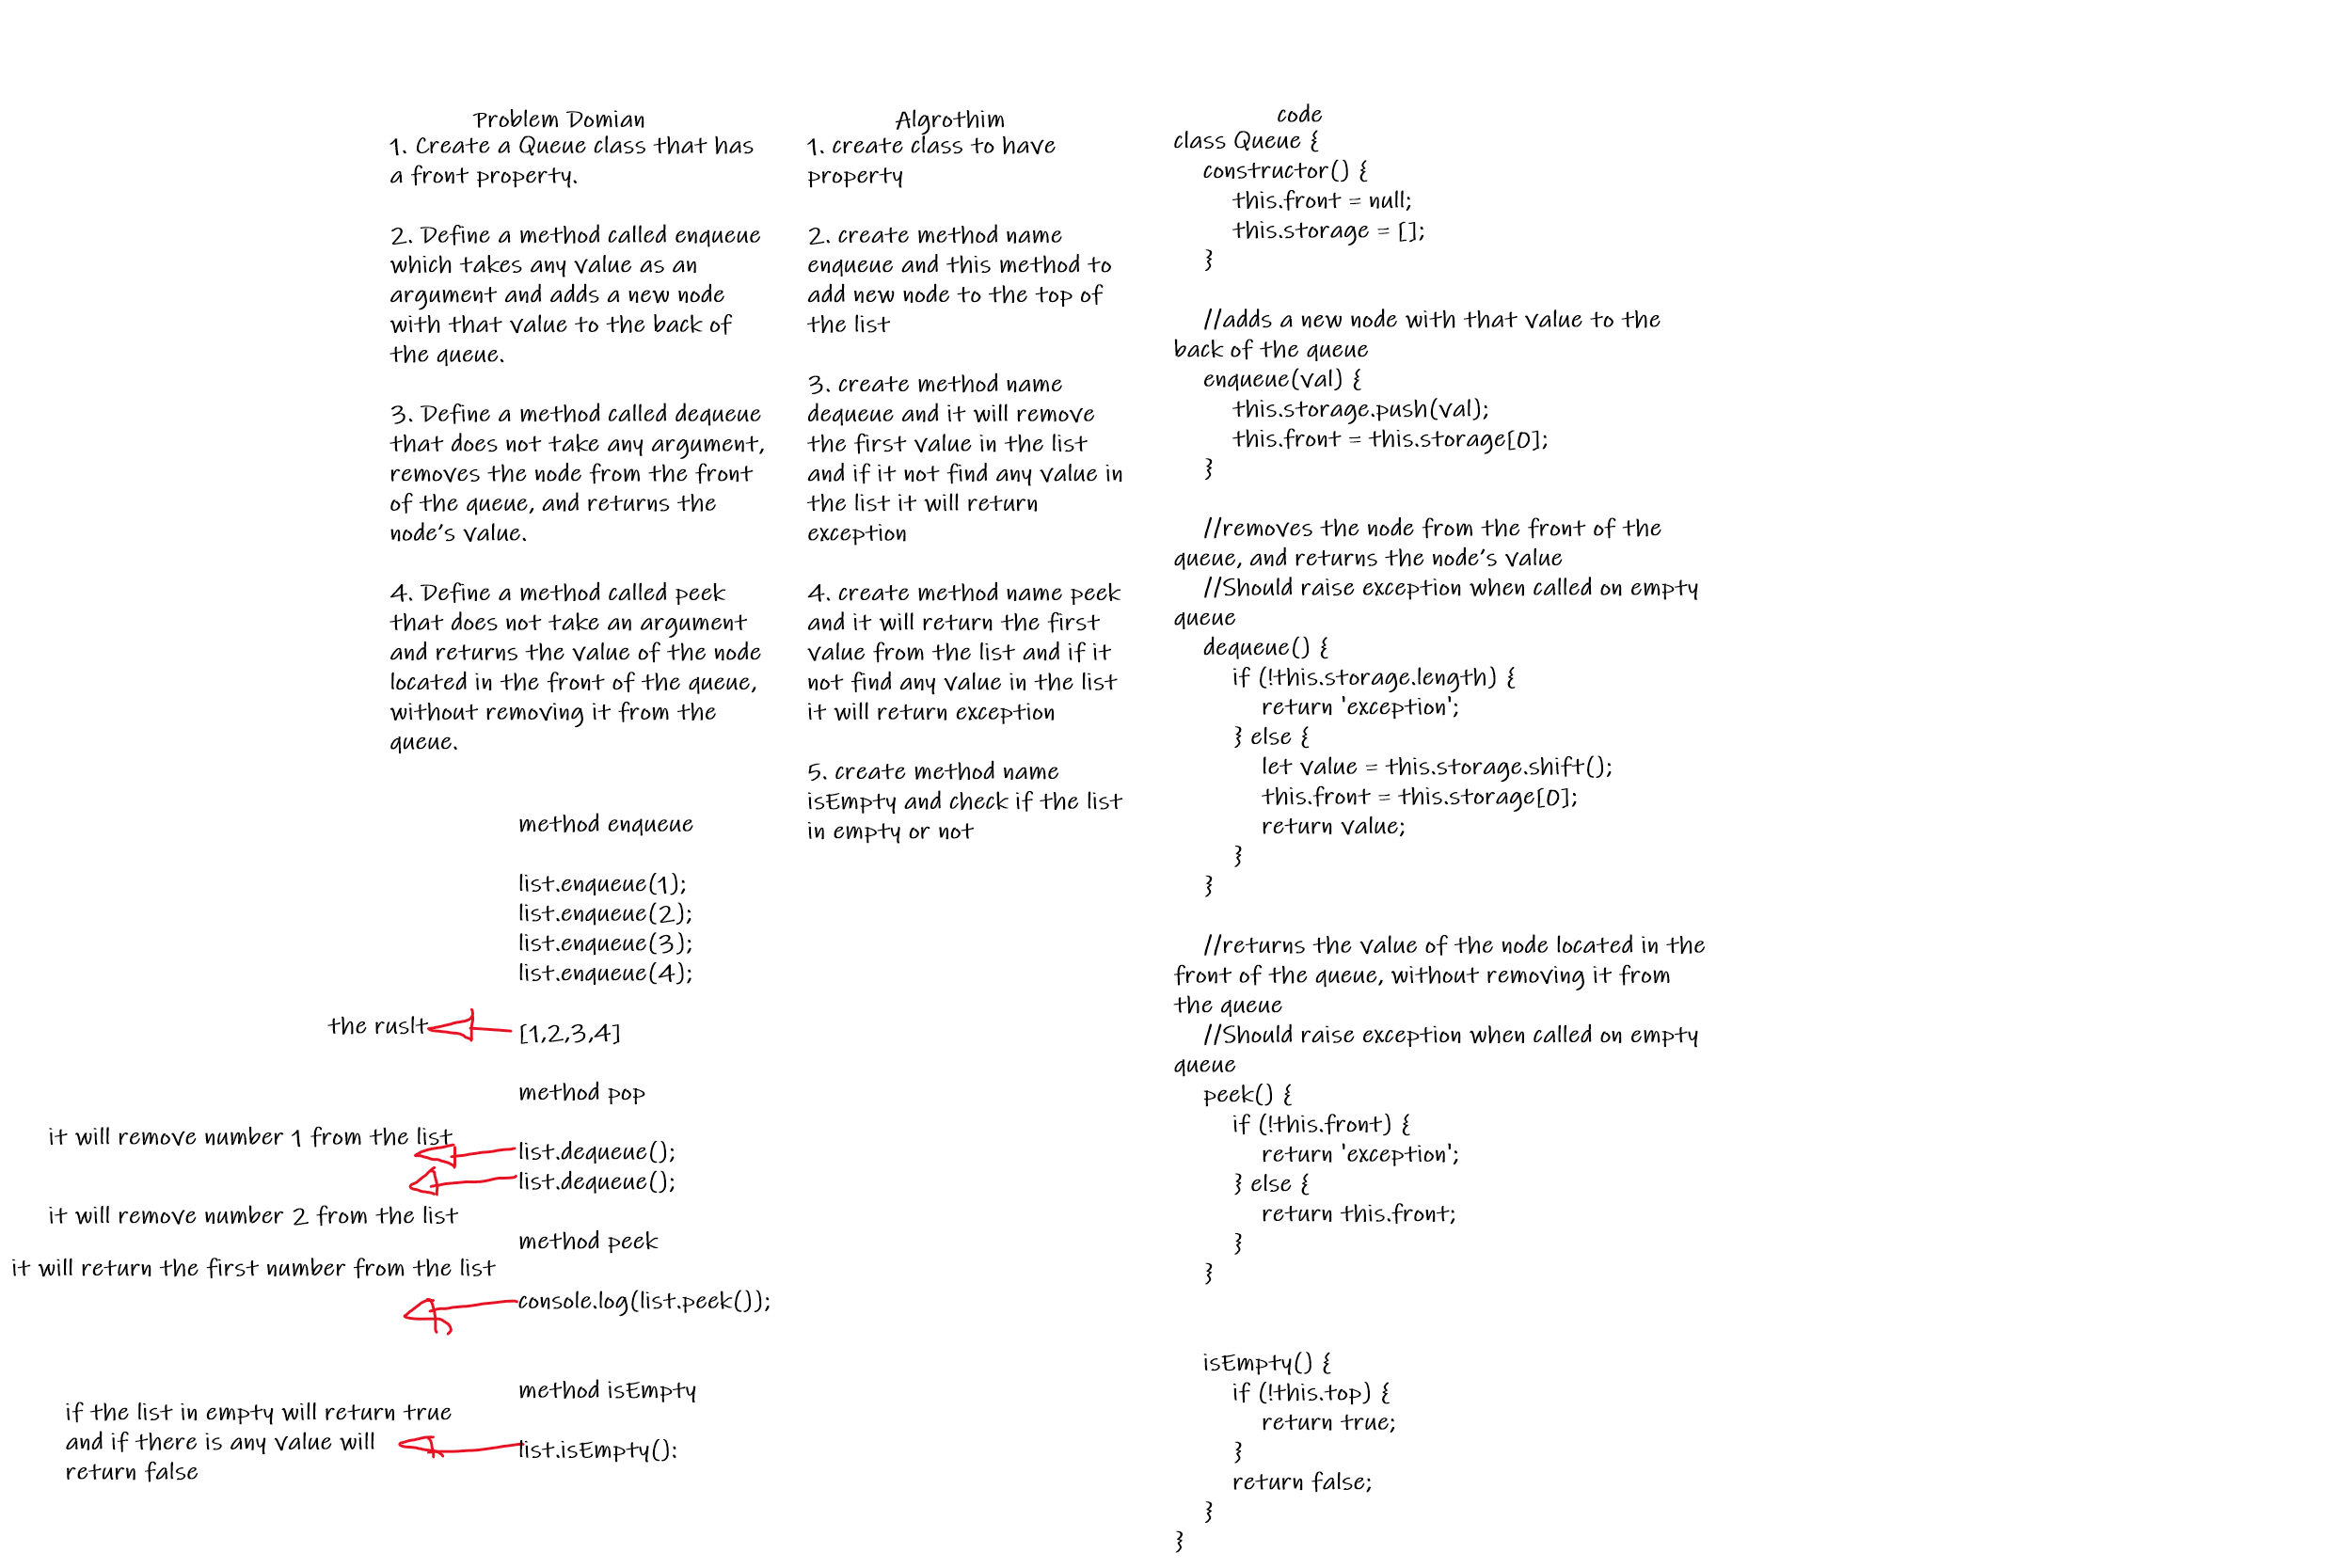 Problem Domian
1. Create a Queue class that has
a front property.
2. Define a method called enqueue
which takes any value as an
argument and adds a new node
with that value to the back of
the queue.
3. Define a method called dequeue
that does not take any argument,
removes the node from the front
of the queue, and returns the
node's value.
4. Define a method called peek
that does not take an argument
and returns the value of the node
located in the front of the queue,
without removing it from the
queue.
method enqueue
list.enqueue(1);
list.enqueue(2);
list.enqueue(3);
list.enqueue(4);
the ruslt
[1,2,3,4]
method pop
it will remove number 1 from the list
list.dequeue();
list.dequeue();
it will remove number 2 from the list
method peek
it will return the first number from the list
console.log(list.peek());
method isEmpty
if the list in empty will return true
and if there is any value will
return false
list.isEmpty():
Algrothim
1. create class to have
property
2. create method name
enqueue and this method to
add new node to the top of
the list
3. create method name
dequeue and it will remove
the first value in the list
and if it not find any value in
the list it will return
exception
4. create method name peek
and it will return the first
value from the list and if it
not find any value in the list
it will return exception
5. create method name
isEmpty and check if the list
in empty or not
code
class Queue {
constructor() {
this.front = null;
this.storage = [];
}
//adds a new node with that value to the
back of the queue
enqueue(val) {
this.storage.push(val);
this.front = this.storage[0];
}
//removes the node from the front of the
queue, and returns the node's value
//Should raise exception when called on empty
queue
dequeue() {
if (!this.storage.length) {
return 'exception';
} else {
let value = this.storage.shift();
this.front = this.storage[0];
return value;
}
}
//returns the value of the node located in the
front of the queue, without removing it from
the queue
//Should raise exception when called on empty
queue
peek() {
if (!this.front) {
return 'exception';
} else {
return this.front;
}
}
isEmpty() {
if (!this.top) {
return true;
}
return false;
}
}